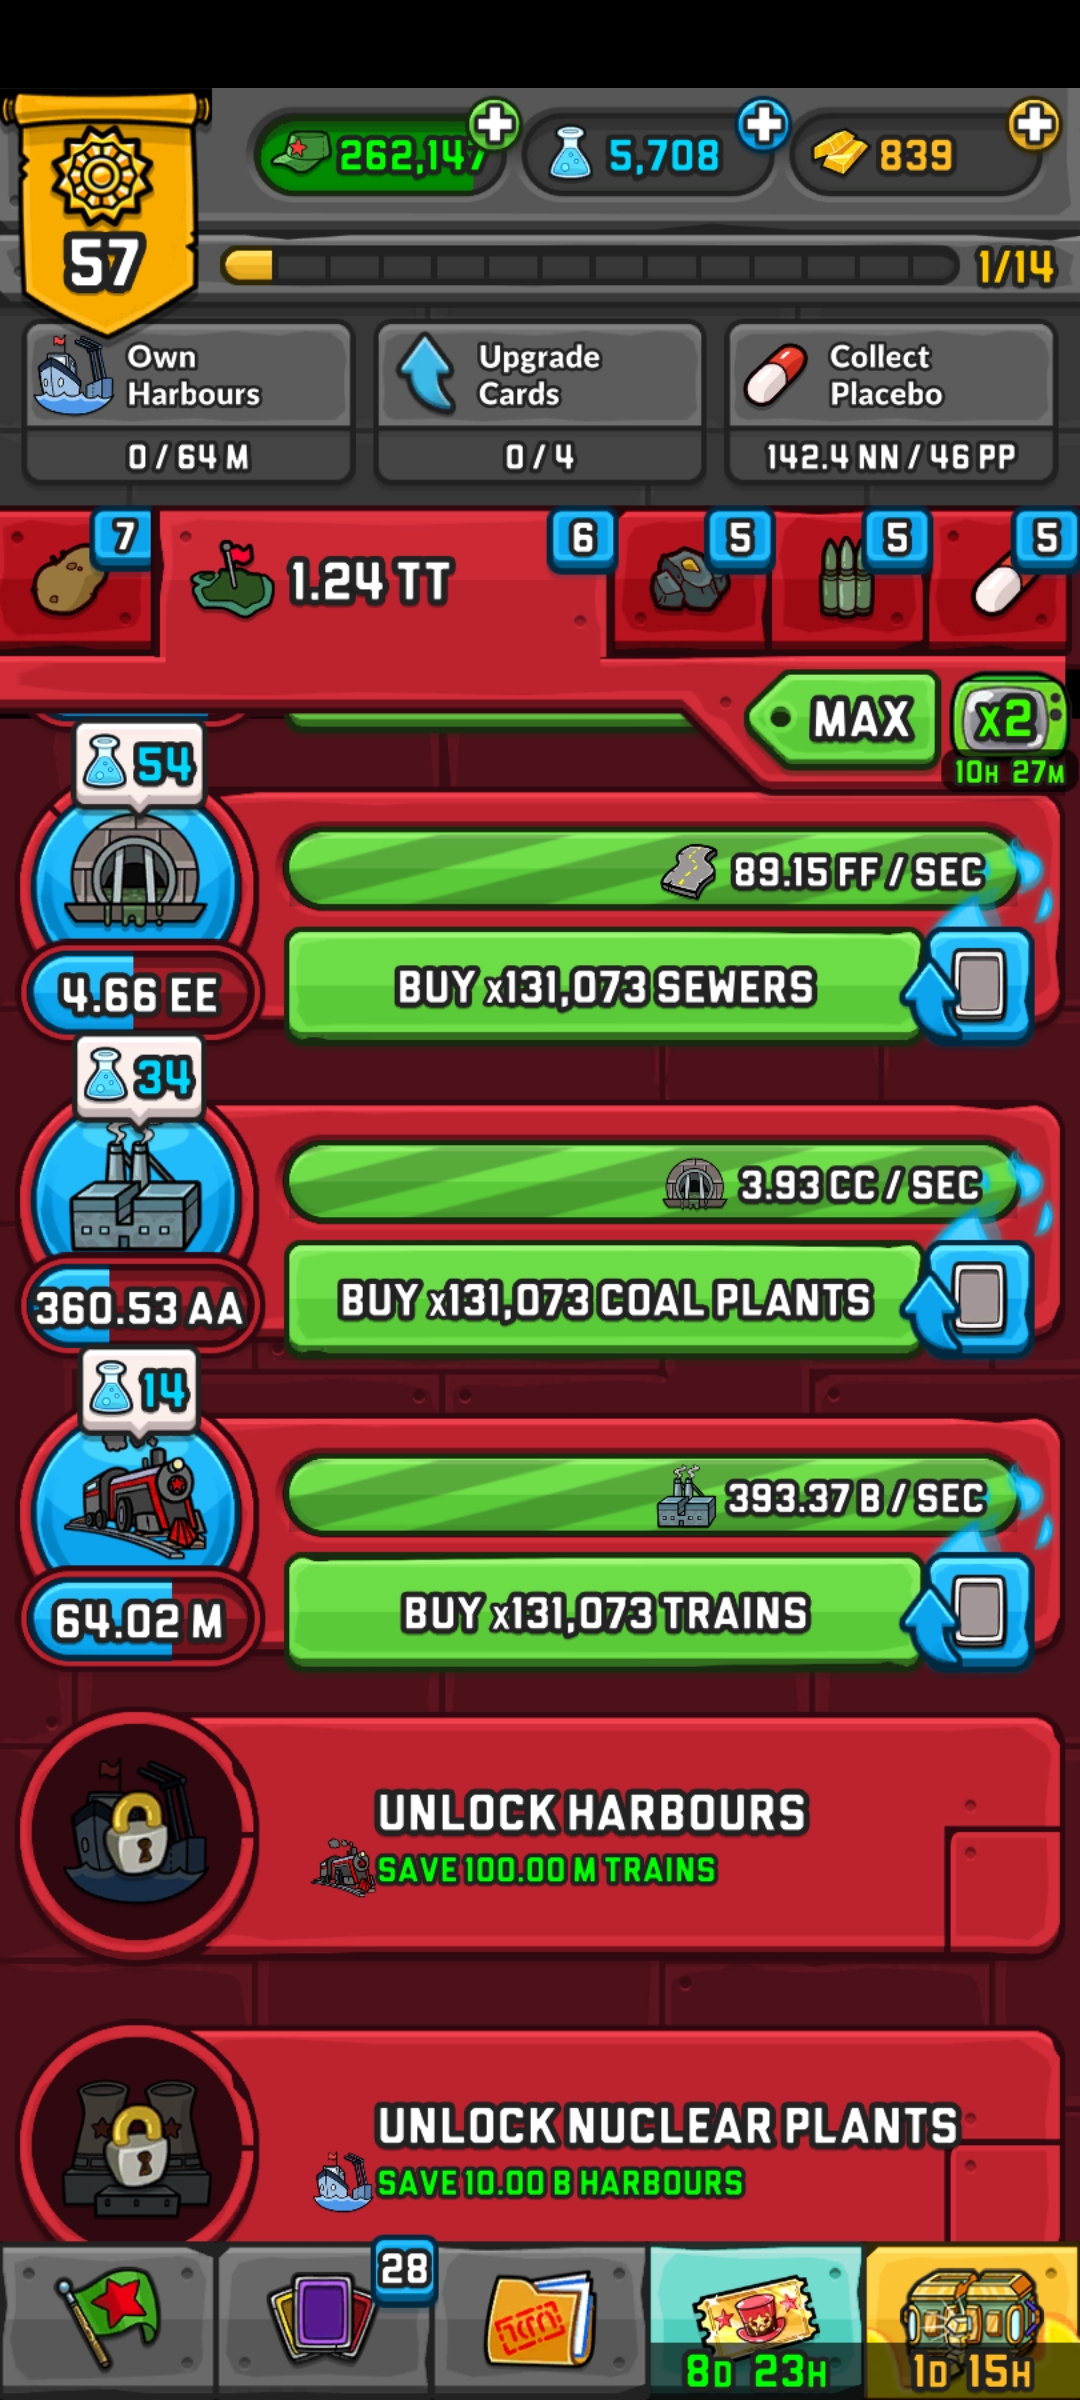 262,147
5,708
839
57
1/14
Own
Harbours
0 / 64 M
Upgrade
Cards
0 / 4
Collect
Placebo
142.4 NN / 46 PP
7
1.24 TT
6
5
5
5
MAX
x2
10H 27M
54
89.15 FF / SEC
4.66 EE
BUY x131,073 SEWERS
34
3.93 CC / SEC
360.53 AA
BUY x131,073 COAL PLANTS
14
393.37 B / SEC
64.02 M
BUY x131,073 TRAINS
UNLOCK HARBOURS
SAVE 100.00 M TRAINS
UNLOCK NUCLEAR PLANTS
SAVE 10.00 B HARBOURS
28
8D 23H
1D 15H